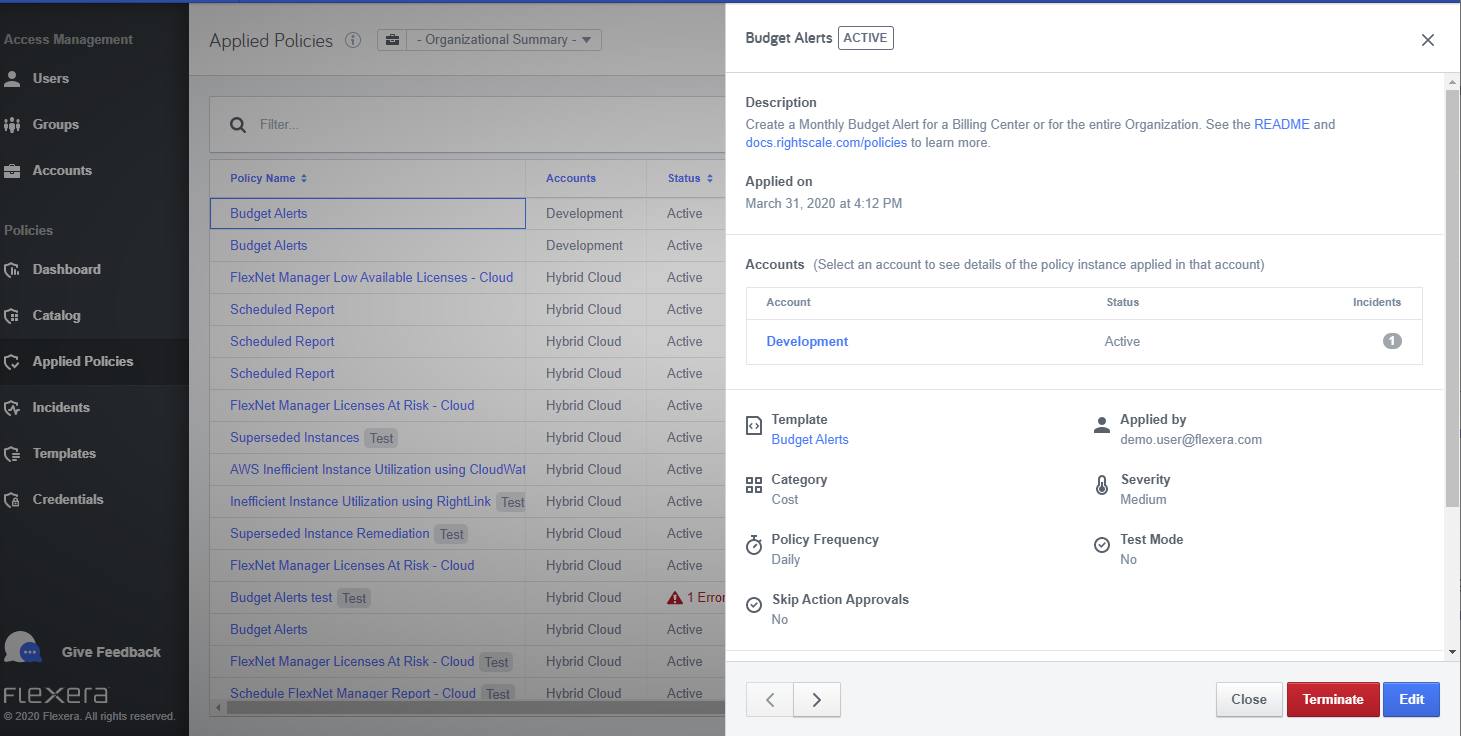 Access Management
Users
Groups
Accounts
Policies
Dashboard
Catalog
Applied Policies
Incidents
Templates
Credentials
Give Feedback
FLEXERA
© 2020 Flexera. All rights reserved.
Applied Policies - Organizational Summary -
Filter...
Policy Name Accounts Status
Budget Alerts Development Active
Budget Alerts Development Active
FlexNet Manager Low Available Licenses - Cloud Hybrid Cloud Active
Scheduled Report Hybrid Cloud Active
Scheduled Report Hybrid Cloud Active
Scheduled Report Hybrid Cloud Active
FlexNet Manager Licenses At Risk - Cloud Hybrid Cloud Active
Superseded Instances Test Hybrid Cloud Active
AWS Inefficient Instance Utilization using CloudWat Hybrid Cloud Active
Inefficient Instance Utilization using RightLink Test Hybrid Cloud Active
Superseded Instance Remediation Test Hybrid Cloud Active
FlexNet Manager Licenses At Risk - Cloud Hybrid Cloud Active
Budget Alerts test Test Hybrid Cloud 1 Error
Budget Alerts Hybrid Cloud Active
FlexNet Manager Licenses At Risk - Cloud Test Hybrid Cloud Active
Schedule FlexNet Manager Report - Cloud Test Hybrid Cloud Active
Budget Alerts ACTIVE
Description
Create a Monthly Budget Alert for a Billing Center or for the entire Organization. See the README and
docs.rightscale.com/policies to learn more.
Applied on
March 31, 2020 at 4:12 PM
Accounts (Select an account to see details of the policy instance applied in that account)
Account Status Incidents
Development Active 1
Template
Budget Alerts
Applied by
demo.user@flexera.com
Category
Cost
Severity
Medium
Policy Frequency
Daily
Test Mode
No
Skip Action Approvals
No
Close Terminate Edit